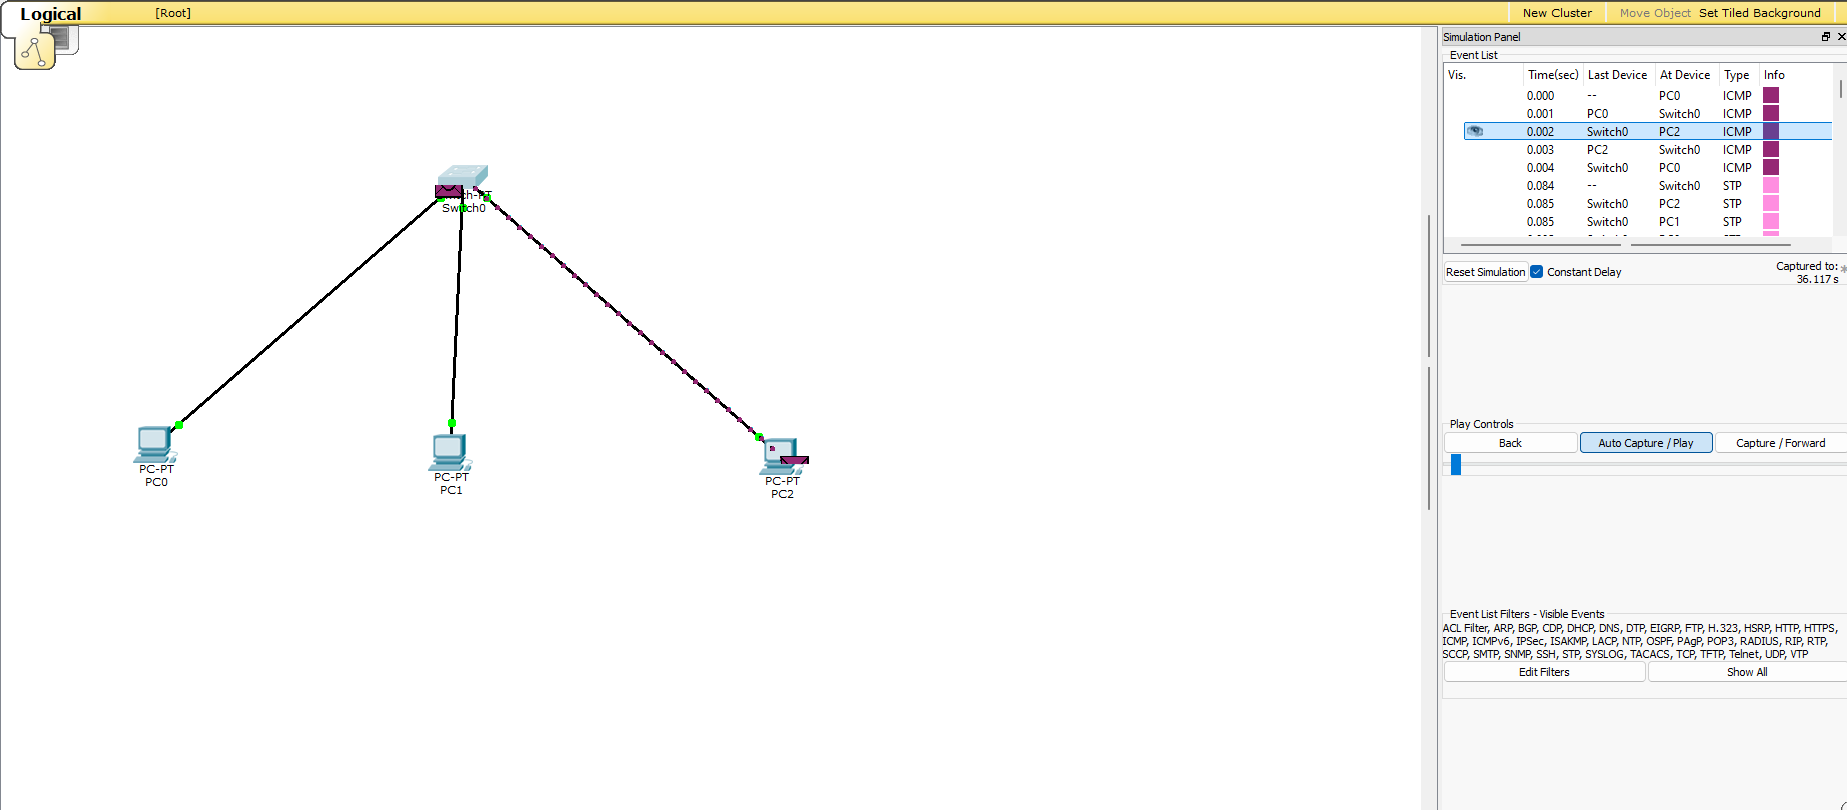 Logical [Root] New Cluster Move Object Set Tiled Background
Simulation Panel
Event List
Vis. Time(sec) Last Device At Device Type Info
0.000 -- PC0 ICMP
0.001 PC0 Switch0 ICMP
0.002 Switch0 PC2 ICMP
0.003 PC2 Switch0 ICMP
0.004 Switch0 PC0 ICMP
0.084 -- Switch0 STP
0.085 Switch0 PC2 STP
0.085 Switch0 PC1 STP
Reset Simulation Constant Delay Captured to:
36.117 s
Switch0
PC-PT
PC0
PC-PT
PC1
PC-PT
PC2
Play Controls
Back Auto Capture / Play Capture / Forward
Event List Filters - Visible Events
ACL Filter, ARP, BGP, CDP, DHCP, DNS, DTP, EIGRP, FTP, H.323, HSRP, HTTP, HTTPS,
ICMP, ICMPv6, IPSec, ISAKMP, LACP, NTP, OSPF, PAgP, POP3, RADIUS, RIP, RTP,
SCCP, SMTP, SNMP, SSH, STP, SYSLOG, TACACS, TCP, TFTP, Telnet, UDP, VTP
Edit Filters Show All